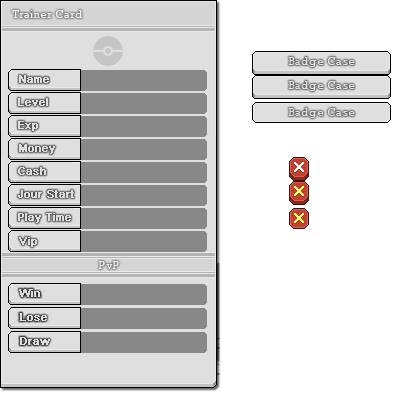 Trainer Card
Name
Level
Exp
Money
Cash
Jour Start
Play Time
Vip
PvP
Win
Lose
Draw
Badge Case
Badge Case
Badge Case